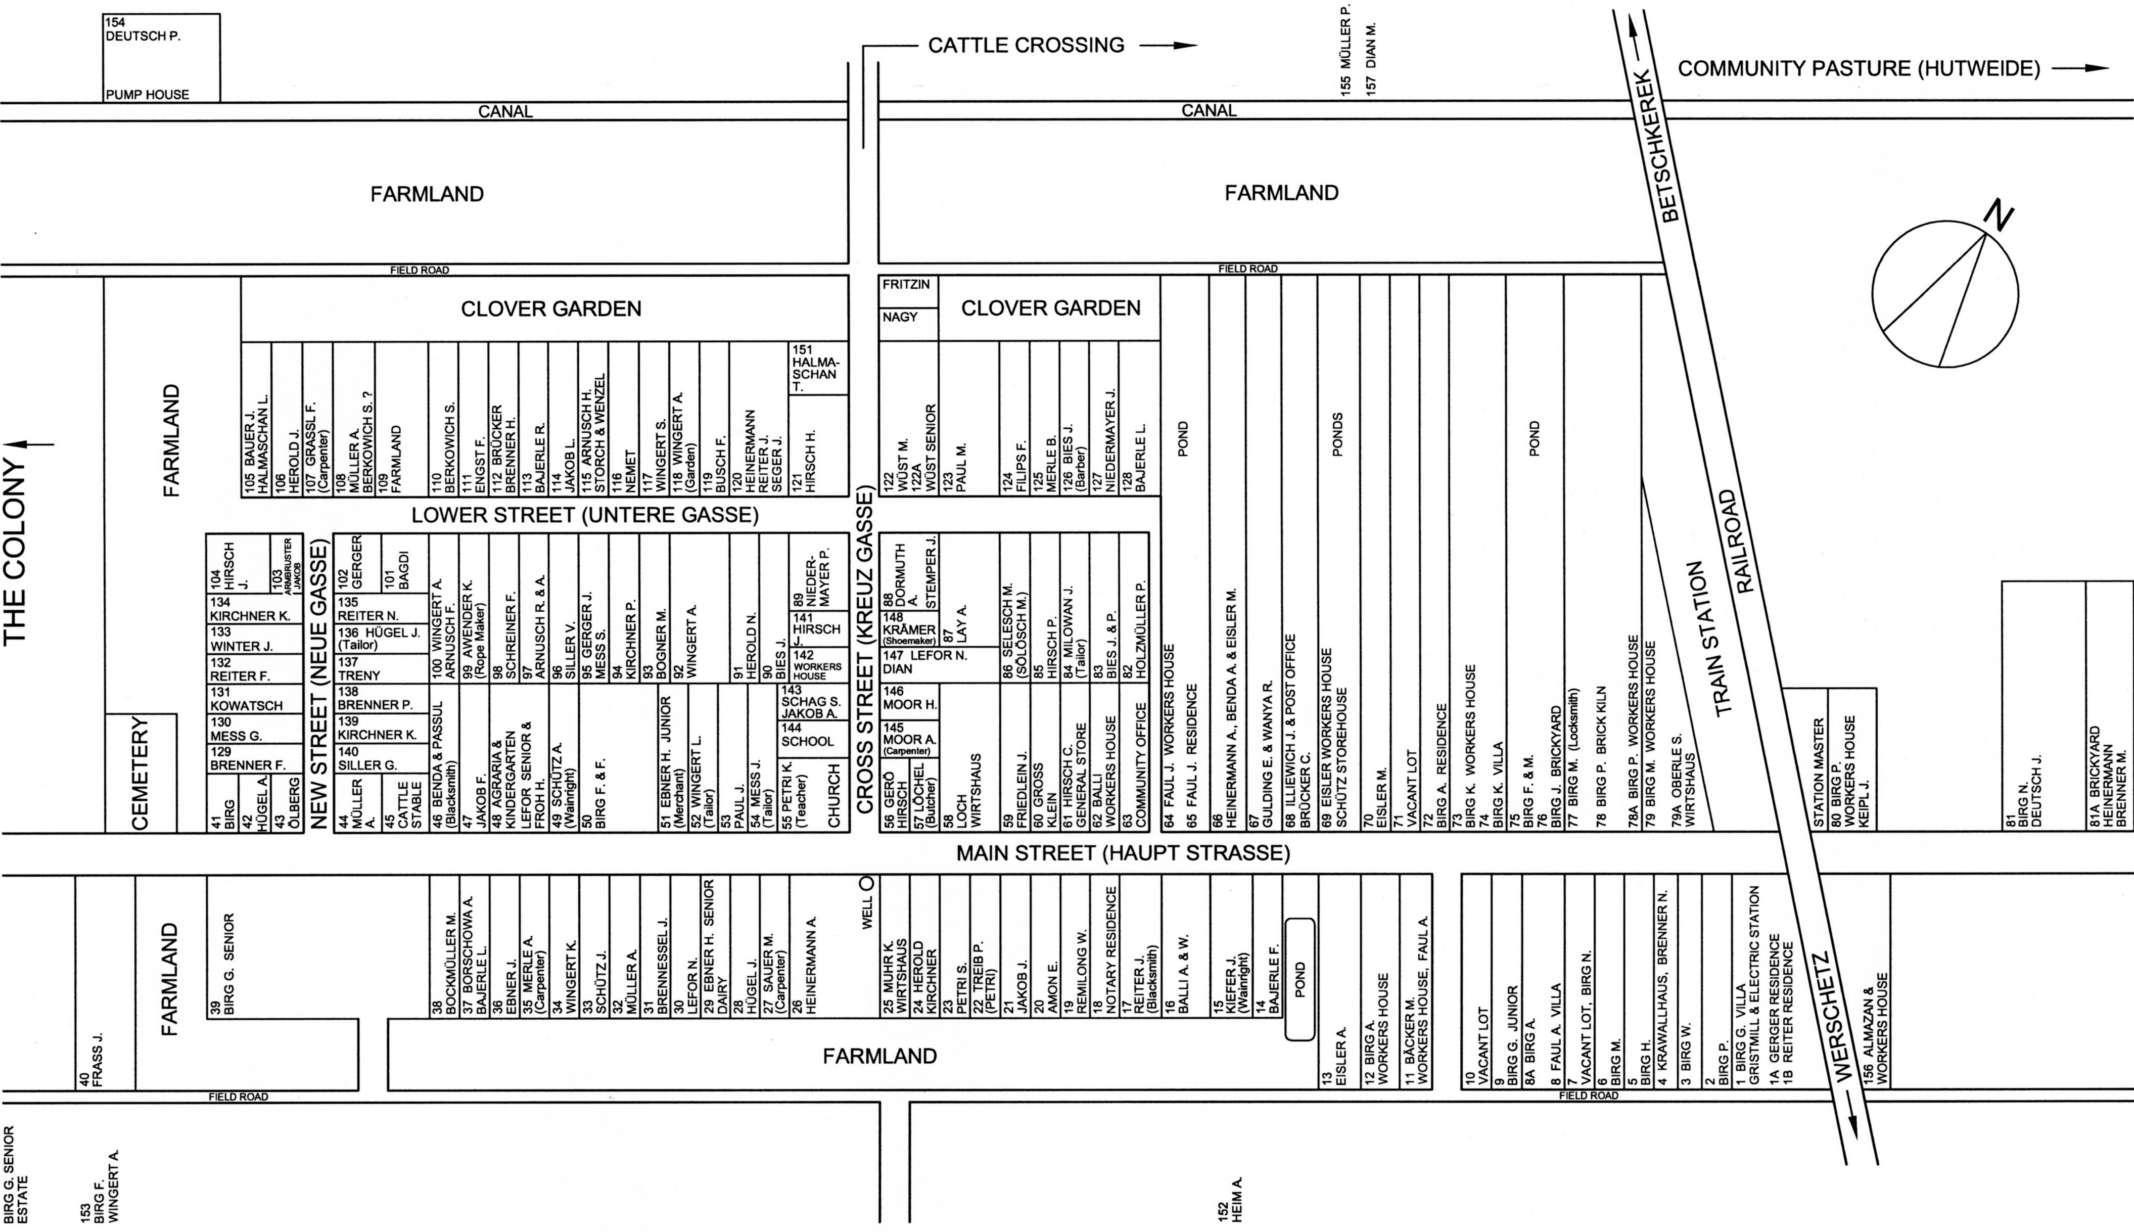 154
DEUTSCH P.
PUMP HOUSE
CATTLE CROSSING
155 MÜLLER P.
157 DIAN M.
COMMUNITY PASTURE (HUTWEIDE)
BETSCHKEREK
CANAL
CANAL
FARMLAND
FARMLAND
N
FIELD ROAD
FIELD ROAD
THE COLONY
FARMLAND
CLOVER GARDEN
FRITZIN
NAGY
CLOVER GARDEN
105 BAUER J.
HALMASCHAN L.
106
HEROLD J.
107 GRASSL F.
(Carpenter)
108
MÜLLER A.
BERKOWICH S. ?
109
FARMLAND
110
BERKOWICH S.
111
ENGST F.
112 BRÜCKER
BRENNER H.
113
BAJERLE R.
114
JAKOB L.
115 ARNUSCH H.
STORCH & WENZEL
116
NEMET
117
WINGERT S.
118 WINGERT A.
(Garden)
119
BUSCH F.
120
HEINERMANN
REITER J.
SEGER J.
151
HALMA-
SCHAN
T.
121
HIRSCH H.
122
WÜST M.
122A
WÜST SENIOR
123
PAUL M.
124
FILIPS F.
125
MERLE B.
126 BIES J.
(Barber)
127
NIEDERMAYER J.
128
BAJERLE L.
POND
PONDS
POND
LOWER STREET (UNTERE GASSE)
CROSS STREET (KREUZ GASSE)
NEW STREET (NEUE GASSE)
104
HIRSCH
J.
103
ARMBRUSTER
JAKOB
134
KIRCHNER K.
133
WINTER J.
132
REITER F.
131
KOWATSCH
130
MESS G.
129
BRENNER F.
41
BIRG
42
HÜGEL A.
43
ÖLBERG
102
GERGER
101
BAGDI
135
REITER N.
136 HÜGEL J.
(Tailor)
137
TRENY
138
BRENNER P.
139
KIRCHNER K.
140
SILLER G.
44
MÜLLER
A.
45
CATTLE
STABLE
100 WINGERT A.
ARNUSCH F.
99 AWENDER K.
(Rope Maker)
98
SCHREINER F.
97
ARNUSCH R. & A.
96
SILLER V.
95 GERGER J.
MESS S.
94
KIRCHNER P.
93
BOGNER M.
92
WINGERT A.
91
HEROLD N.
90
BIES J.
89
NIEDER-
MAYER P.
141
HIRSCH
J.
142
WORKERS
HOUSE
143
SCHAG S.
JAKOB A.
144
SCHOOL
46 BENDA & PASSUL
(Blacksmith)
47
JAKOB F.
48 AGRARIA &
KINDERGARTEN
LEFOR SENIOR &
FROH H.
49 SCHÜTZ A.
(Wainright)
50
BIRG F. & F.
51 EBNER H. JUNIOR
(Merchant)
52 WINGERT L.
(Tailor)
53
PAUL J.
54 MESS J.
(Tailor)
55 PETRI K.
(Teacher)
CHURCH
88
DORMUTH
A.
STEMPER J.
148
KRÄMER
(Shoemaker)
87
LAY A.
147 LEFOR N.
DIAN
146
MOOR H.
145
MOOR A.
(Carpenter)
56 GERÖ
HIRSCH
57 LÖCHEL
(Butcher)
58
LOCH
WIRTSHAUS
86 SELESCH M.
(SÖLÖSCH M.)
85
HIRSCH P.
84 MILOWAN J.
(Tailor)
83
BIES J. & P.
82
HOLZMÜLLER P.
59
FRIEDLEIN J.
60 GROSS
KLEIN
61 HIRSCH C.
GENERAL STORE
62 BALLI
WORKERS HOUSE
63
COMMUNITY OFFICE
64 FAUL J. WORKERS HOUSE
65 FAUL J. RESIDENCE
66
HEINERMANN A., BENDA A. & EISLER M.
67
GULDING E. & WANYA R.
68 ILLIEWICH J. & POST OFFICE
BRÜCKER C.
69 EISLER WORKERS HOUSE
SCHÜTZ STOREHOUSE
70
EISLER M.
71
VACANT LOT
72
BIRG A. RESIDENCE
73
BIRG K. WORKERS HOUSE
74
BIRG K. VILLA
75
BIRG F. & M.
76
BIRG J. BRICKYARD
77 BIRG M. (Locksmith)
78 BIRG P. BRICK KILN
78A BIRG P. WORKERS HOUSE
79 BIRG M. WORKERS HOUSE
79A OBERLE S.
WIRTSHAUS
TRAIN STATION
RAILROAD
STATION MASTER
80 BIRG P.
WORKERS HOUSE
KEIPL J.
81
BIRG N.
DEUTSCH J.
81A BRICKYARD
HEINERMANN
BRENNER M.
CEMETERY
MAIN STREET (HAUPT STRASSE)
40
FRASS J.
FARMLAND
39
BIRG G. SENIOR
38
BOCKMÜLLER M.
37 BORSCHOWA A.
BAJERLE L.
36
EBNER J.
35 MERLE A.
(Carpenter)
34
WINGERT K.
33
SCHÜTZ J.
32
MÜLLER A.
31
BRENNESSEL J.
30
LEFOR N.
29 EBNER H. SENIOR
DAIRY
28
HÜGEL J.
27 SAUER M.
(Carpenter)
26
HEINERMANN A.
WELL
25 MUHR K.
WIRTSHAUS
24 HEROLD
KIRCHNER
23
PETRI S.
22 TREIB P.
(PETRI)
21
JAKOB J.
20
AMON E.
19
REMILONG W.
18
NOTARY RESIDENCE
17
REITER J.
(Blacksmith)
16
BALLI A. & W.
15
KIEFER J.
(Wainright)
14
BAJERLE F.
POND
13
EISLER A.
12 BIRG A.
WORKERS HOUSE
11 BÄCKER M.
WORKERS HOUSE, FAUL A.
10
VACANT LOT
9
BIRG G. JUNIOR
8A BIRG A.
8 FAUL A. VILLA
7
VACANT LOT, BIRG N.
6
BIRG M.
5
BIRG H.
4 KRAWALLHAUS, BRENNER N.
3 BIRG W.
2
BIRG P.
1 BIRG G. VILLA
GRISTMILL & ELECTRIC STATION
1A GERGER RESIDENCE
1B REITER RESIDENCE
WERSCHETZ
156 ALMAZAN &
WORKERS HOUSE
FARMLAND
FIELD ROAD
FIELD ROAD
BIRG G. SENIOR
ESTATE
153
BIRG F.
WINGERT A.
152
HEIM A.